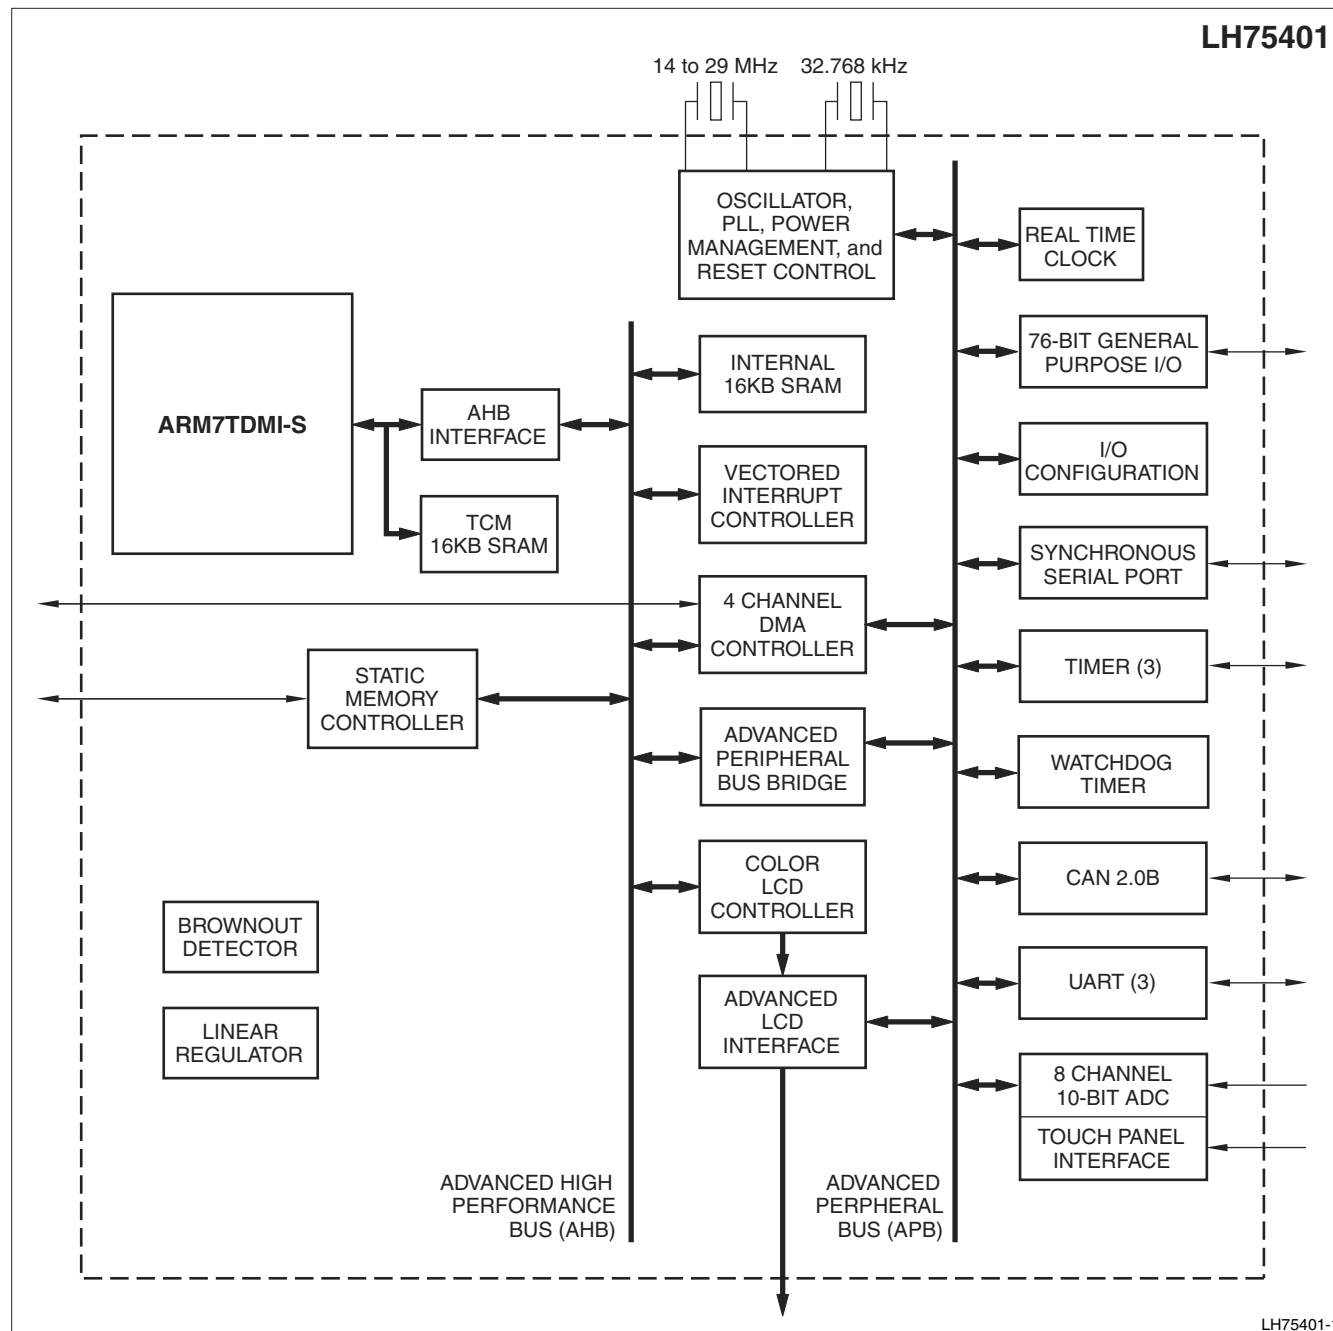 LH75401
14 to 29 MHz
32.768 kHz
OSCILLATOR,
PLL, POWER
MANAGEMENT, and
RESET CONTROL
REAL TIME
CLOCK
76-BIT GENERAL
PURPOSE I/O
INTERNAL
16KB SRAM
ARM7TDMI-S
AHB
INTERFACE
I/O
CONFIGURATION
VECTORED
INTERRUPT
CONTROLLER
TCM
16KB SRAM
SYNCHRONOUS
SERIAL PORT
4 CHANNEL
DMA
CONTROLLER
STATIC
MEMORY
CONTROLLER
TIMER (3)
ADVANCED
PERIPHERAL
BUS BRIDGE
WATCHDOG
TIMER
COLOR
LCD
CONTROLLER
CAN 2.0B
BROWNOUT
DETECTOR
UART (3)
ADVANCED
LCD
INTERFACE
LINEAR
REGULATOR
8 CHANNEL
10-BIT ADC
TOUCH PANEL
INTERFACE
ADVANCED HIGH
PERFORMANCE
BUS (AHB)
ADVANCED
PERPHERAL
BUS (APB)